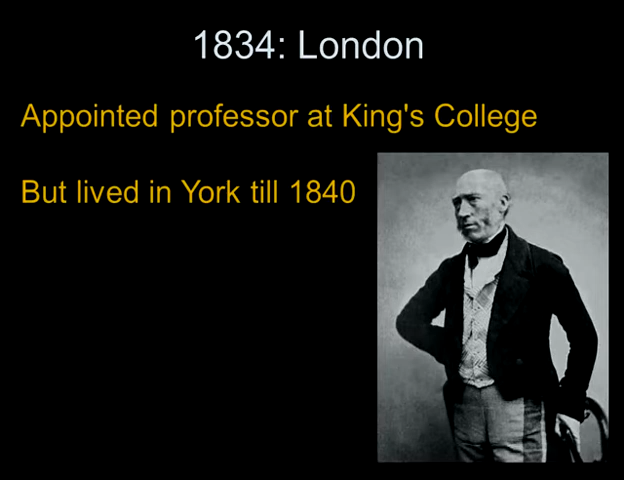 1834: London
Appointed professor at King's College
But lived in York till 1840